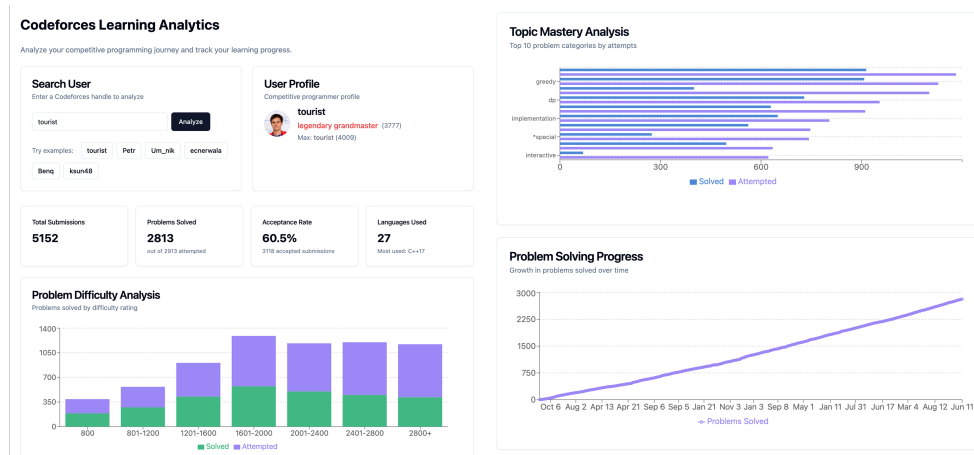 Codeforces Learning Analytics
Analyze your competitive programming journey and track your learning progress.
Search User
Enter a Codeforces handle to analyze
tourist
Analyze
Try examples:
tourist
Petr
Um_nik
ecnerwala
Benq
ksun48
User Profile
Competitive programmer profile
tourist
legendary grandmaster (3777)
Max: tourist (4009)
Total Submissions
5152
Problems Solved
2813
out of 2913 attempted
Acceptance Rate
60.5%
3118 accepted submissions
Languages Used
27
Most used: C++17
Problem Difficulty Analysis
Problems solved by difficulty rating
1400
1050
700
350
0
800 801-1200 1201-1600 1601-2000 2001-2400 2401-2800 2800+
Solved Attempted
Topic Mastery Analysis
Top 10 problem categories by attempts
greedy
dp
implementation
*special
interactive
0 300 600 900
Solved Attempted
Problem Solving Progress
Growth in problems solved over time
3000
2250
1500
750
0
Oct 6 Aug 2 Apr 13 Apr 21 Sep 6 Sep 5 Jan 21 Nov 3 Jan 3 Sep 8 May 1 Jan 11 Jul 31 Jun 17 Mar 4 Aug 12 Jun 11
Problems Solved